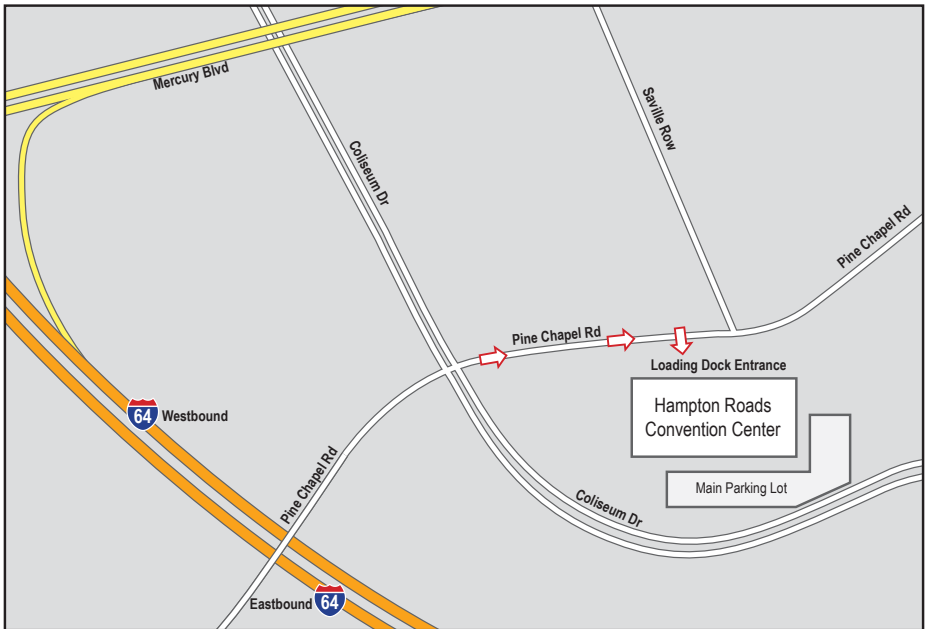 Mercury Blvd
Coliseum Dr
Saville Row
Pine Chapel Rd
Pine Chapel Rd
Loading Dock Entrance
Hampton Roads
Convention Center
64 Westbound
Pine Chapel Rd
Main Parking Lot
Coliseum Dr
Eastbound 64